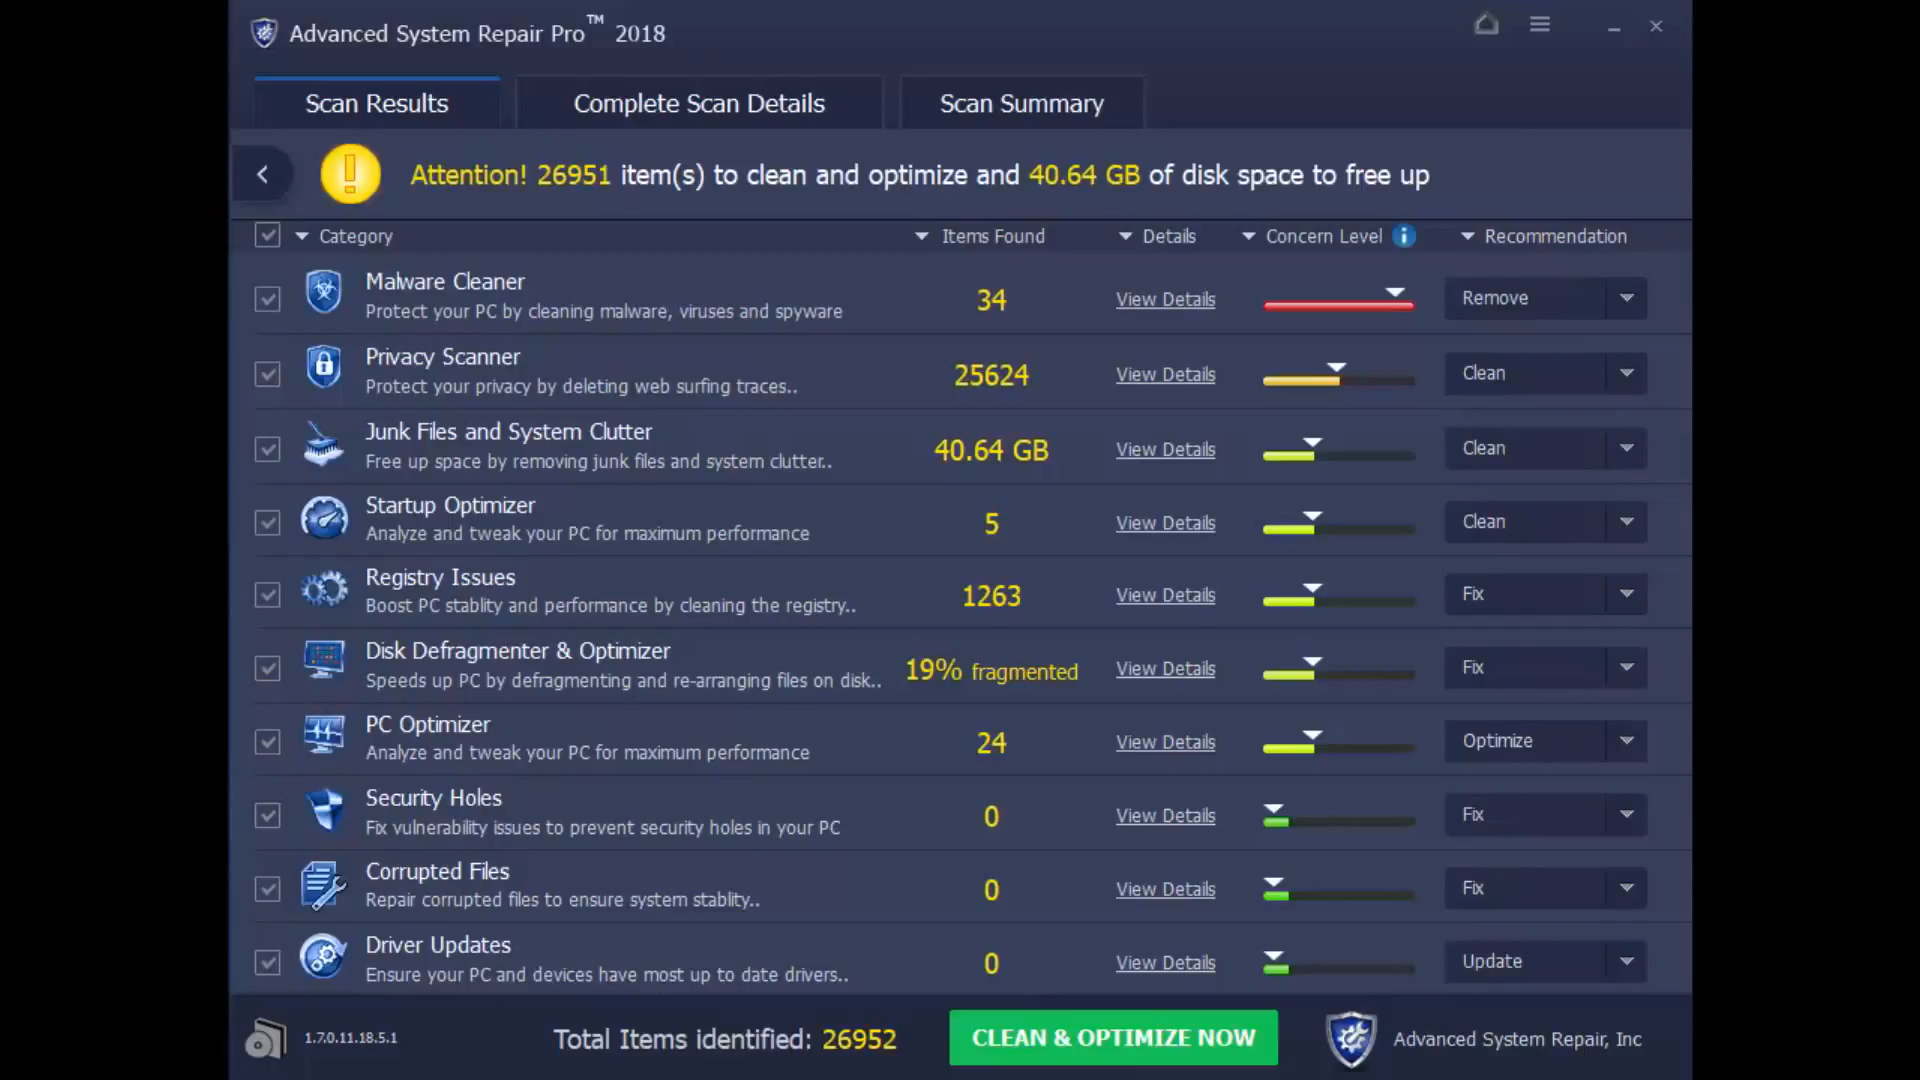 Advanced System Repair Pro™ 2018
Scan Results
Complete Scan Details
Scan Summary
Attention! 26951 item(s) to clean and optimize and 40.64 GB of disk space to free up
Category Items Found Details Concern Level i Recommendation
Malware Cleaner
Protect your PC by cleaning malware, viruses and spyware
34 View Details Remove
Privacy Scanner
Protect your privacy by deleting web surfing traces..
25624 View Details Clean
Junk Files and System Clutter
Free up space by removing junk files and system clutter..
40.64 GB View Details Clean
Startup Optimizer
Analyze and tweak your PC for maximum performance
5 View Details Clean
Registry Issues
Boost PC stablity and performance by cleaning the registry..
1263 View Details Fix
Disk Defragmenter & Optimizer
Speeds up PC by defragmenting and re-arranging files on disk..
19% fragmented View Details Fix
PC Optimizer
Analyze and tweak your PC for maximum performance
24 View Details Optimize
Security Holes
Fix vulnerability issues to prevent security holes in your PC
0 View Details Fix
Corrupted Files
Repair corrupted files to ensure system stablity..
0 View Details Fix
Driver Updates
Ensure your PC and devices have most up to date drivers..
0 View Details Update
1.7.0.11.18.5.1
Total Items identified: 26952
CLEAN & OPTIMIZE NOW
Advanced System Repair, Inc